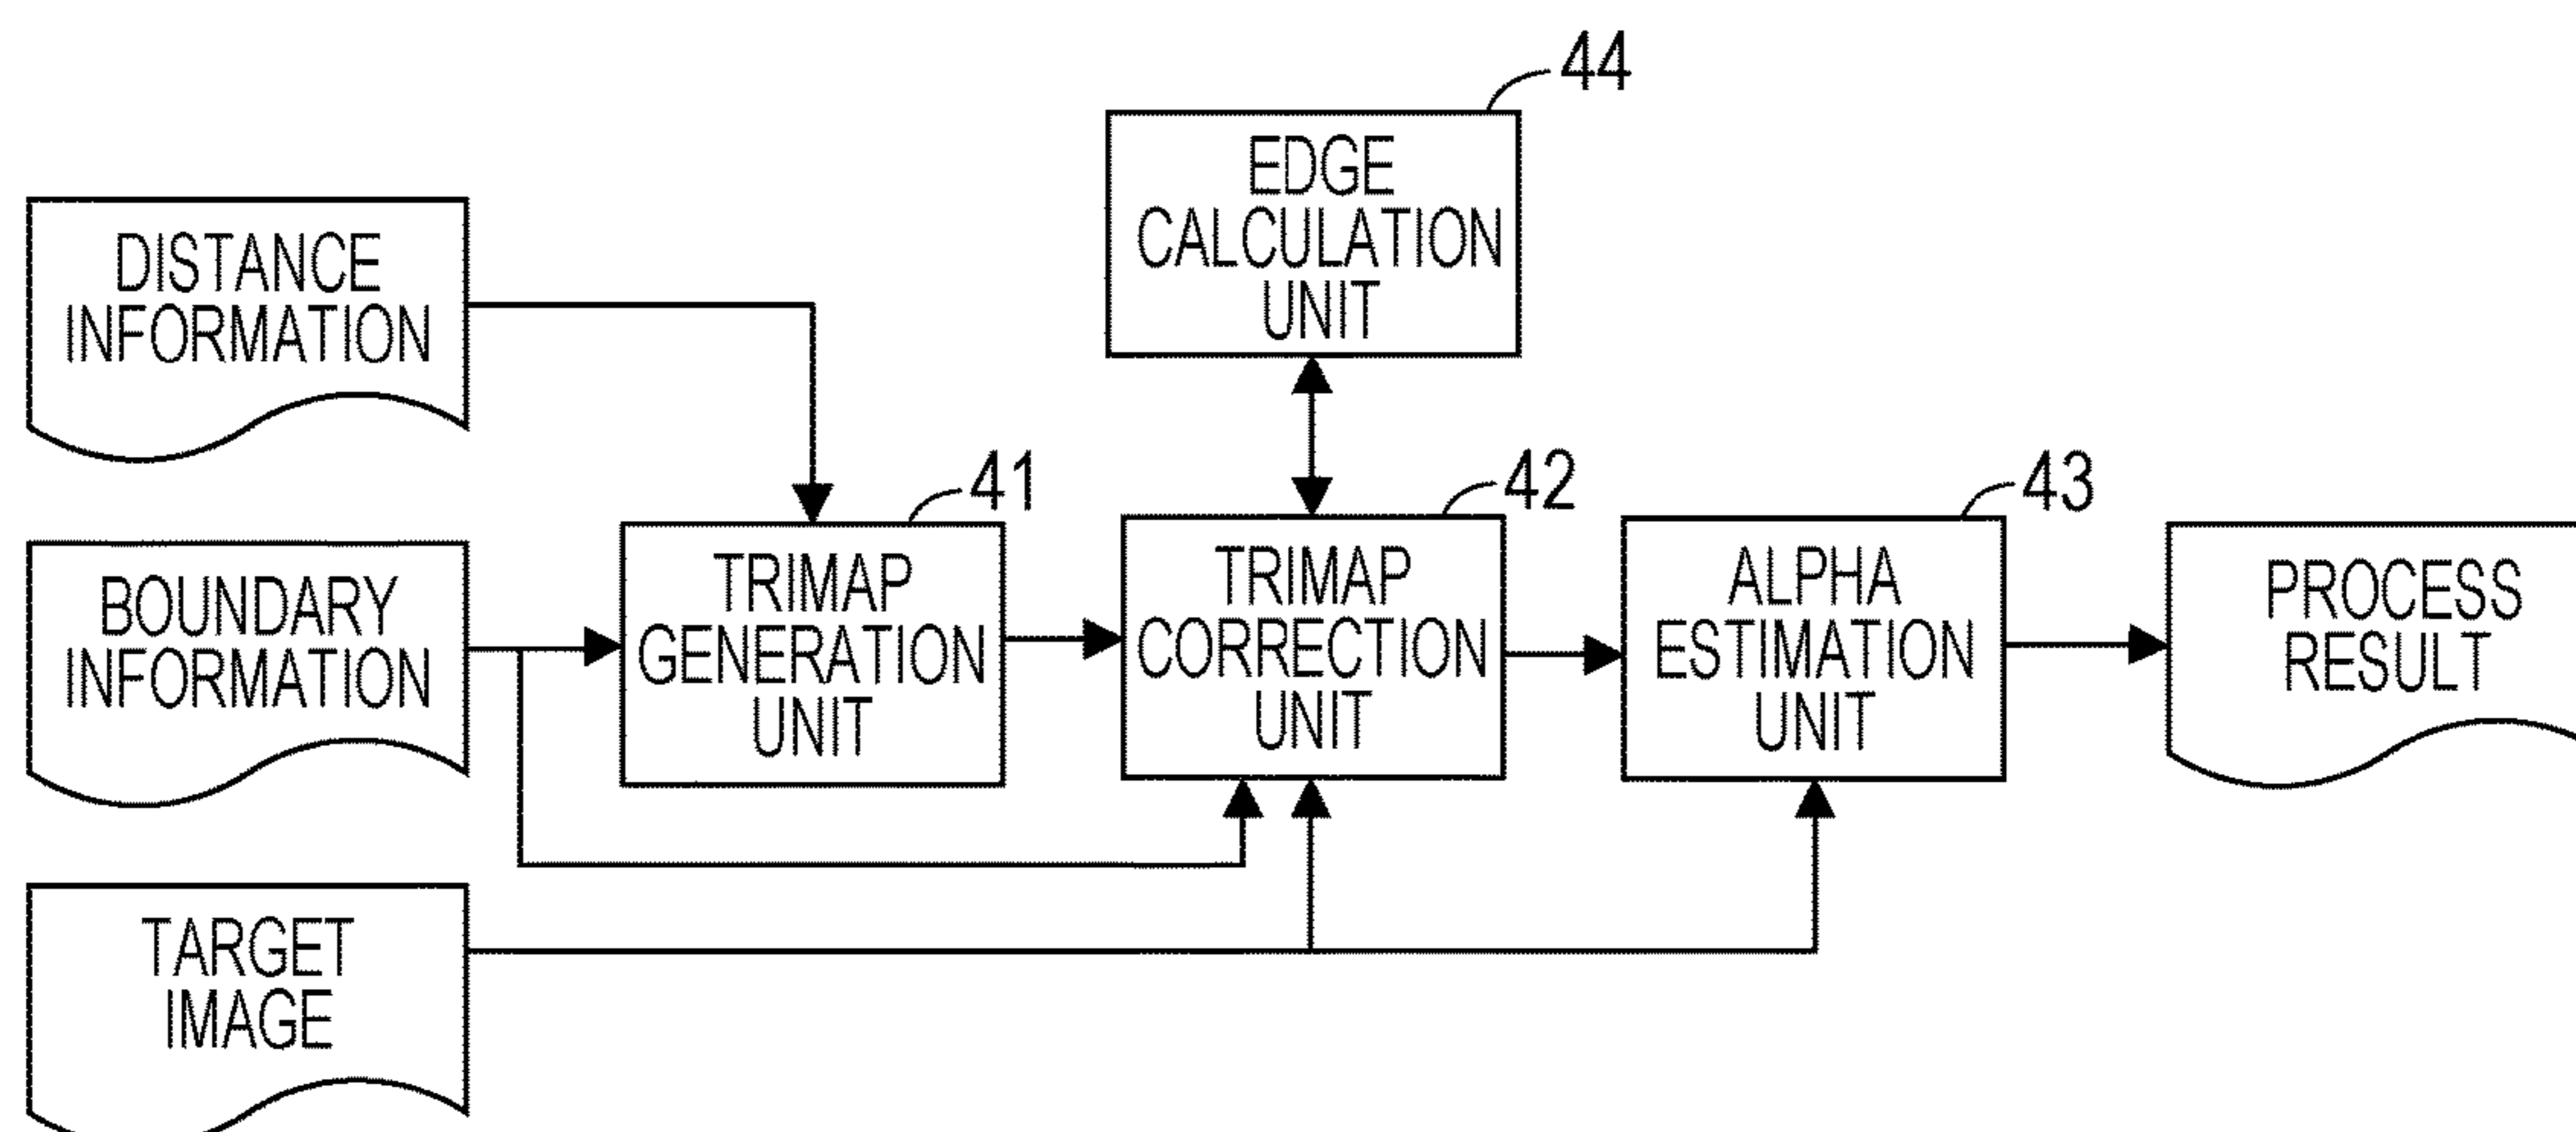 44
EDGE
CALCULATION
UNIT
DISTANCE
INFORMATION
41
42
43
BOUNDARY
INFORMATION
TRIMAP
GENERATION
UNIT
TRIMAP
CORRECTION
UNIT
ALPHA
ESTIMATION
UNIT
PROCESS
RESULT
TARGET
IMAGE